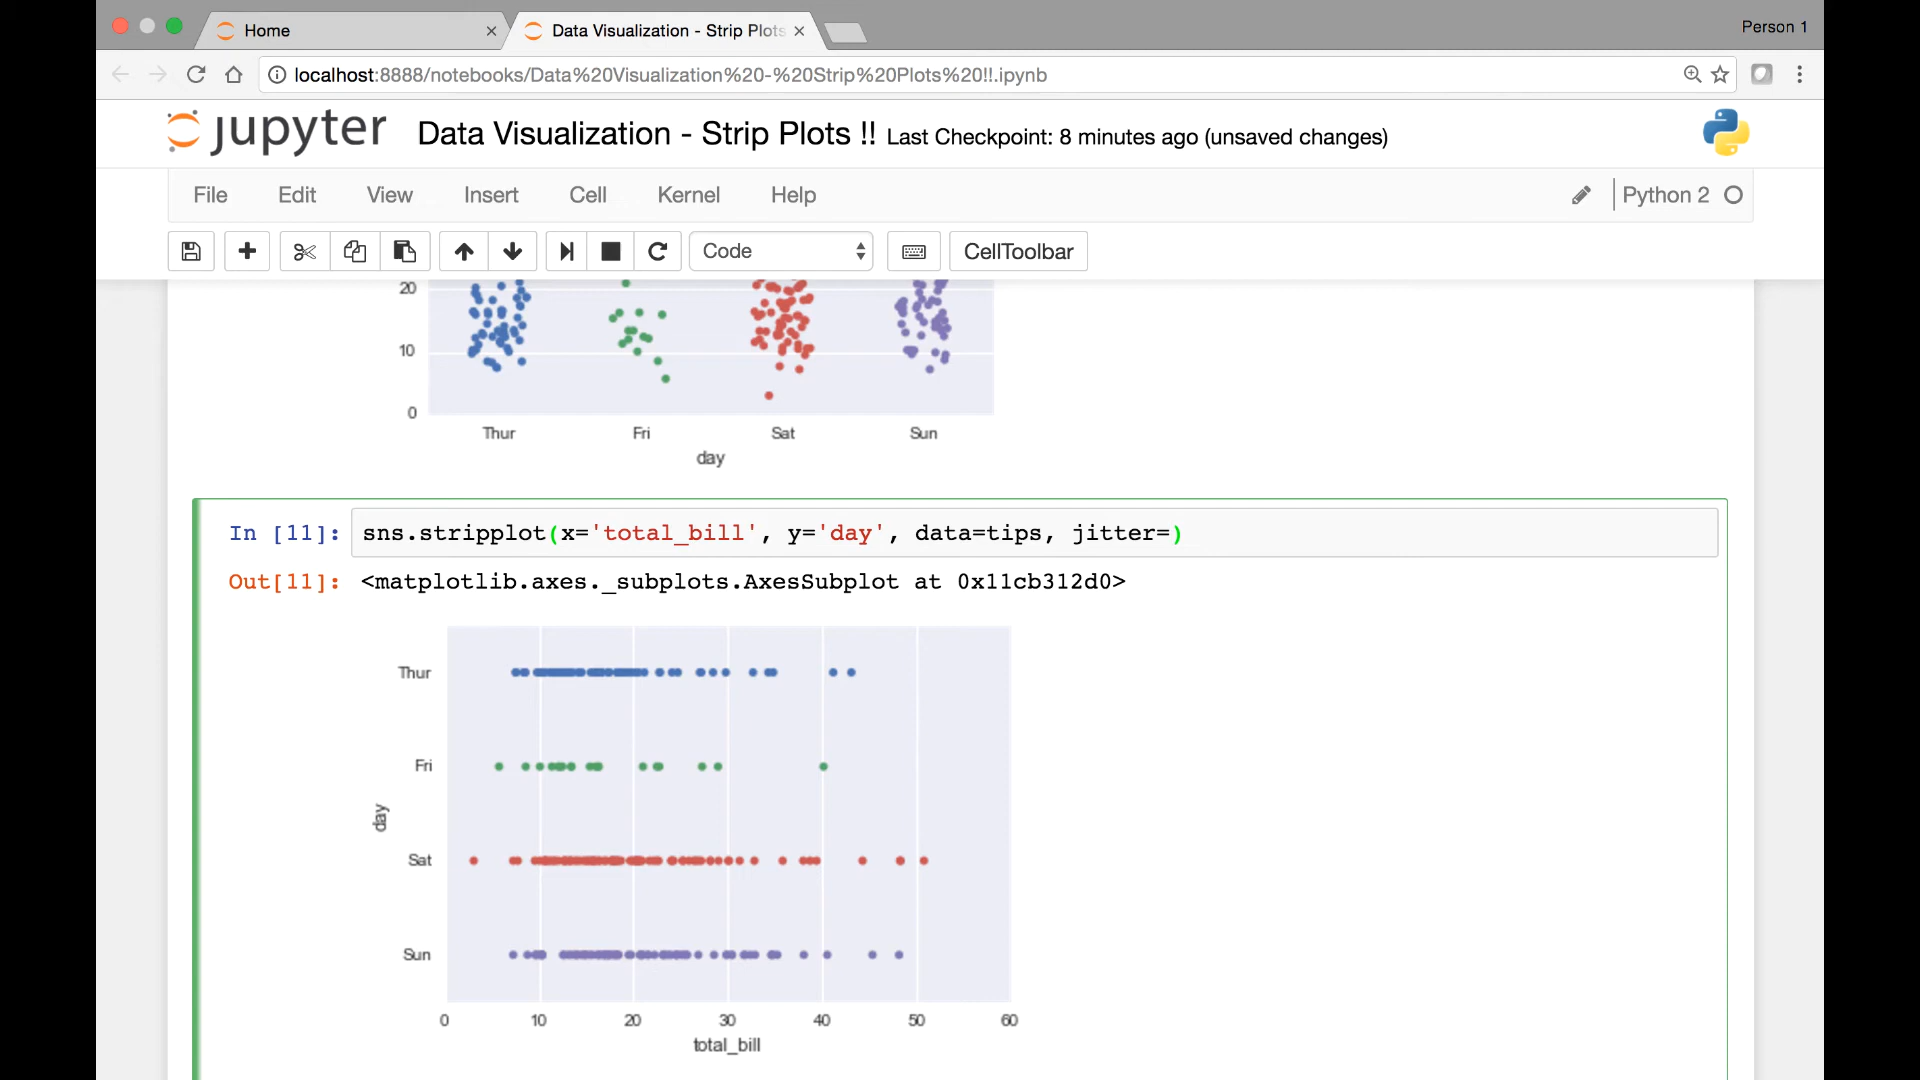 Home
Data Visualization - Strip Plots
Person 1
localhost:8888/notebooks/Data%20Visualization%20-%20Strip%20Plots%20!!.ipynb
jupyter Data Visualization - Strip Plots !! Last Checkpoint: 8 minutes ago (unsaved changes)
File Edit View Insert Cell Kernel Help Python 2
Code CellToolbar
20
10
0
Thur Fri Sat Sun
day
In [11]: sns.stripplot(x='total_bill', y='day', data=tips, jitter=)
Out[11]: <matplotlib.axes._subplots.AxesSubplot at 0x11cb312d0>
Thur
Fri
day
Sat
Sun
0 10 20 30 40 50 60
total_bill